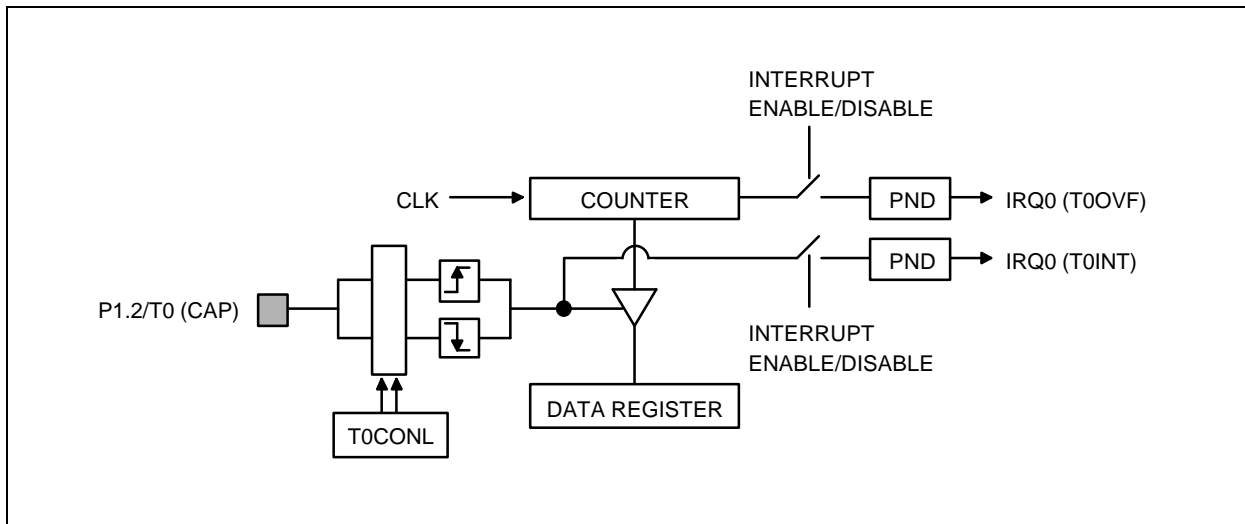 INTERRUPT
ENABLE/DISABLE
CLK
COUNTER
PND
IRQ0 (T0OVF)
PND
IRQ0 (T0INT)
P1.2/T0 (CAP)
INTERRUPT
ENABLE/DISABLE
DATA REGISTER
T0CONL